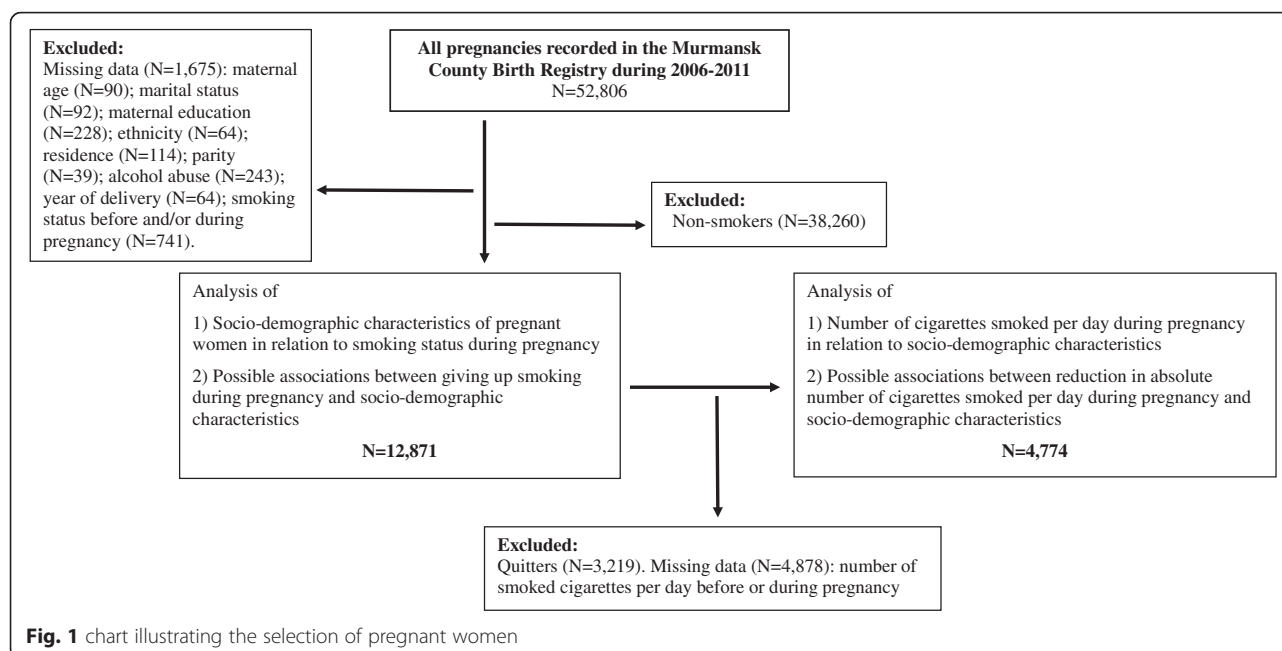 Excluded:
Missing data (N=1,675): maternal
age (N=90); marital status
(N=92); maternal education
(N=228); ethnicity (N=64);
residence (N=114); parity
(N=39); alcohol abuse (N=243);
year of delivery (N=64); smoking
status before and/or during
pregnancy (N=741).
All pregnancies recorded in the Murmansk
County Birth Registry during 2006-2011
N=52,806
Excluded:
Non-smokers (N=38,260)
Analysis of
1) Socio-demographic characteristics of pregnant
women in relation to smoking status during pregnancy
2) Possible associations between giving up smoking
during pregnancy and socio-demographic
characteristics
N=12,871
Analysis of
1) Number of cigarettes smoked per day during pregnancy
in relation to socio-demographic characteristics
2) Possible associations between reduction in absolute
number of cigarettes smoked per day during pregnancy and
socio-demographic characteristics
N=4,774
Excluded:
Quitters (N=3,219). Missing data (N=4,878): number of
smoked cigarettes per day before or during pregnancy
Fig. 1 chart illustrating the selection of pregnant women